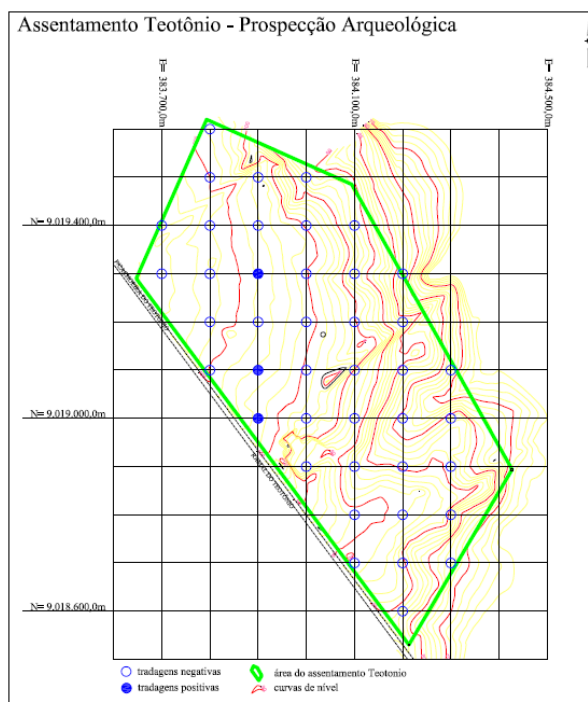 Assentamento Teotônio - Prospecção Arqueológica
E= 383.700,0m
E= 384.100,0m
E= 384.500,0m
N= 9.019.400,0m
N= 9.019.000,0m
N= 9.018.600,0m
tradagens negativas
área do assentamento Teotonio
tradagens positivas
curvas de nível